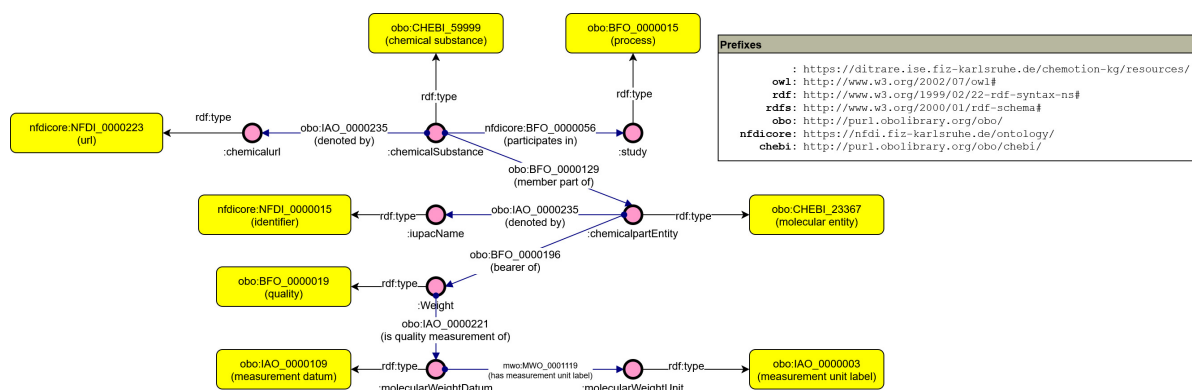 obo:CHEBI_59999
(chemical substance)
obo:BFO_0000015
(process)
Prefixes
: https://ditrare.ise.fiz-karlsruhe.de/chemotion-kg/resources/
owl: http://www.w3.org/2002/07/owl#
rdf: http://www.w3.org/1999/02/22-rdf-syntax-ns#
rdfs: http://www.w3.org/2000/01/rdf-schema#
obo: http://purl.obolibrary.org/obo/
nfdicore: https://nfdi.fiz-karlsruhe.de/ontology/
chebi: http://purl.obolibrary.org/obo/chebi/
rdf:type
rdf:type
nfdicore:NFDI_0000223
(url)
rdf:type
:chemicalurl
obo:IAO_0000235
(denoted by)
:chemicalSubstance
nfdicore:BFO_0000056
(participates in)
:study
obo:BFO_0000129
(member part of)
nfdicore:NFDI_0000015
(identifier)
rdf:type
:iupacName
obo:IAO_0000235
(denoted by)
:chemicalpartEntity
rdf:type
obo:CHEBI_23367
(molecular entity)
obo:BFO_0000196
(bearer of)
obo:BFO_0000019
(quality)
rdf:type
:Weight
obo:IAO_0000221
(is quality measurement of)
obo:IAO_0000109
(measurement datum)
rdf:type
:molecularWeightDatum
mwo:MWO_0001119
(has measurement unit label)
:molecularWeightUnit
rdf:type
obo:IAO_0000003
(measurement unit label)